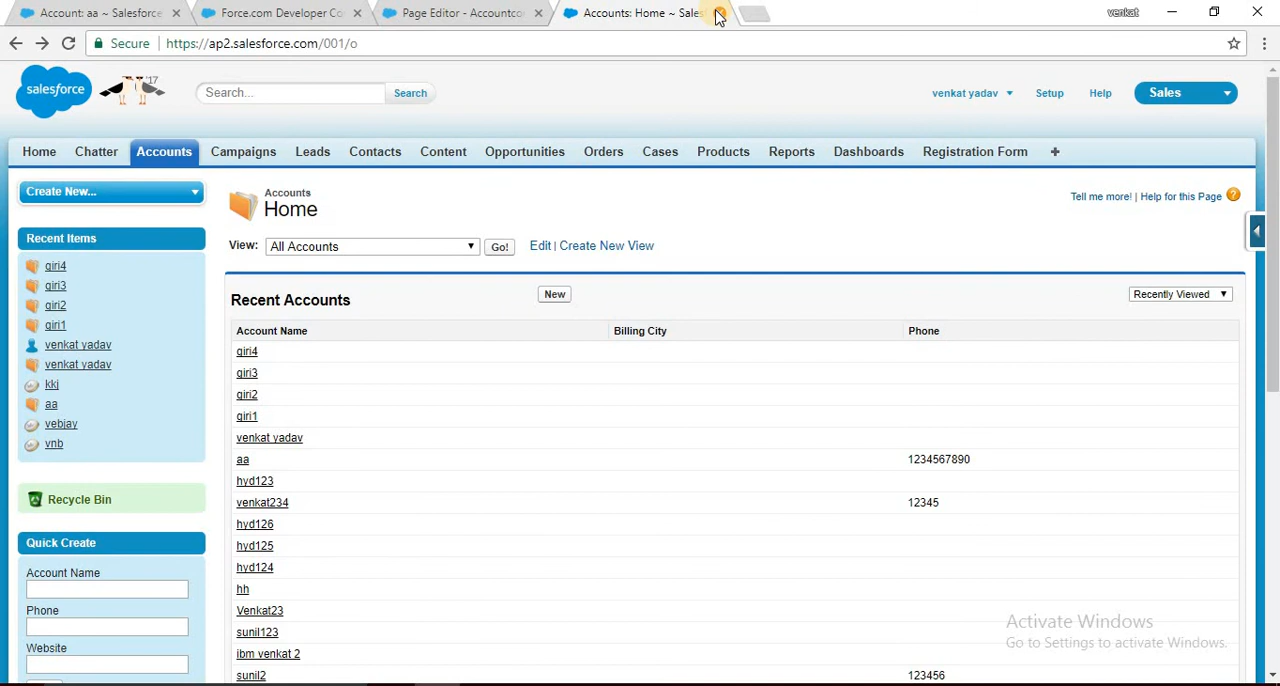 Account: aa ~ Salesforce
Force.com Developer Co
Page Editor - Accountco
Accounts: Home ~ Sales
venkat
Secure
https://ap2.salesforce.com/001/o
salesforce
'17
Search...
Search
venkat yadav
Setup
Help
Sales
Home
Chatter
Accounts
Campaigns
Leads
Contacts
Content
Opportunities
Orders
Cases
Products
Reports
Dashboards
Registration Form
+
Create New...
Accounts
Home
Tell me more! | Help for this Page ?
View: All Accounts Go! Edit | Create New View
Recent Items
giri4
giri3
giri2
giri1
venkat yadav
venkat yadav
kkj
aa
vebjav
vnb
Recycle Bin
Quick Create
Account Name
Phone
Website
Recent Accounts
New
Recently Viewed
Account Name Billing City Phone
giri4
giri3
giri2
giri1
venkat yadav
aa 1234567890
hyd123
venkat234 12345
hyd126
hyd125
hyd124
hh
Venkat23
sunil123
ibm venkat 2
sunil2 123456
Activate Windows
Go to Settings to activate Windows.